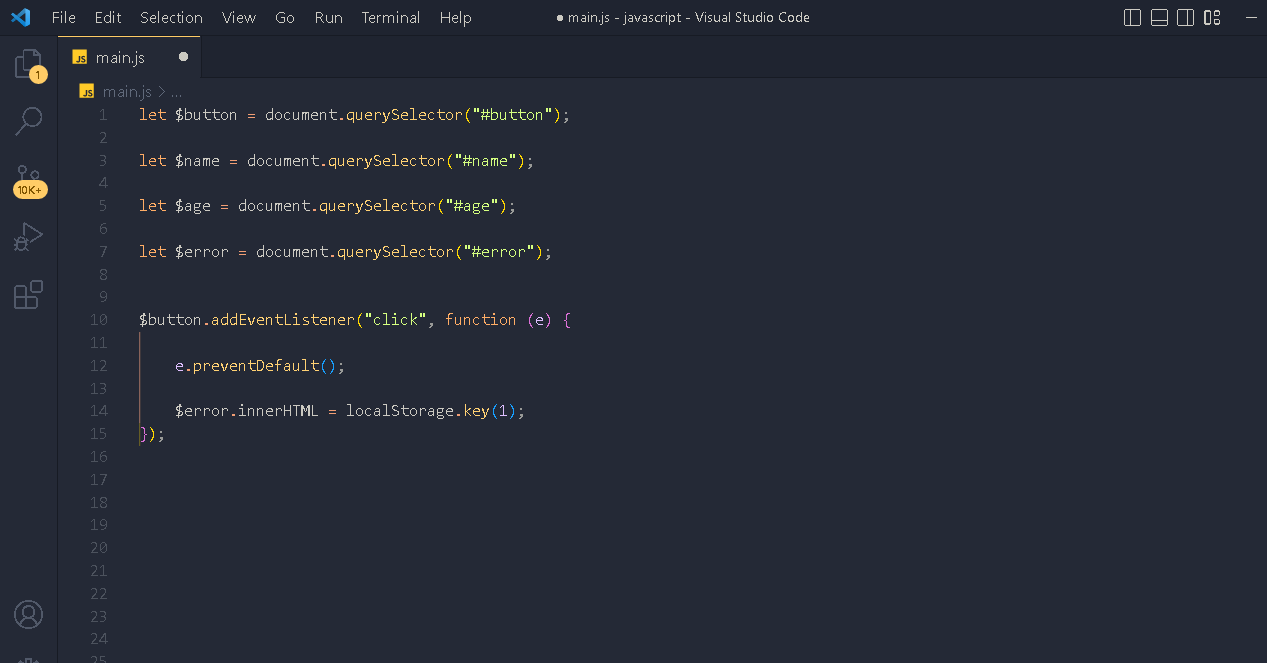 File Edit Selection View Go Run Terminal Help ● main.js - javascript - Visual Studio Code
JS main.js ●
1
JS main.js > ...
1 let $button = document.querySelector("#button");
2
3 let $name = document.querySelector("#name");
4
5 let $age = document.querySelector("#age");
6
7 let $error = document.querySelector("#error");
8
9
10 $button.addEventListener("click", function (e) {
11
12 e.preventDefault();
13
14 $error.innerHTML = localStorage.key(1);
15 });
16
17
18
19
20
21
22
23
24
25
10K+